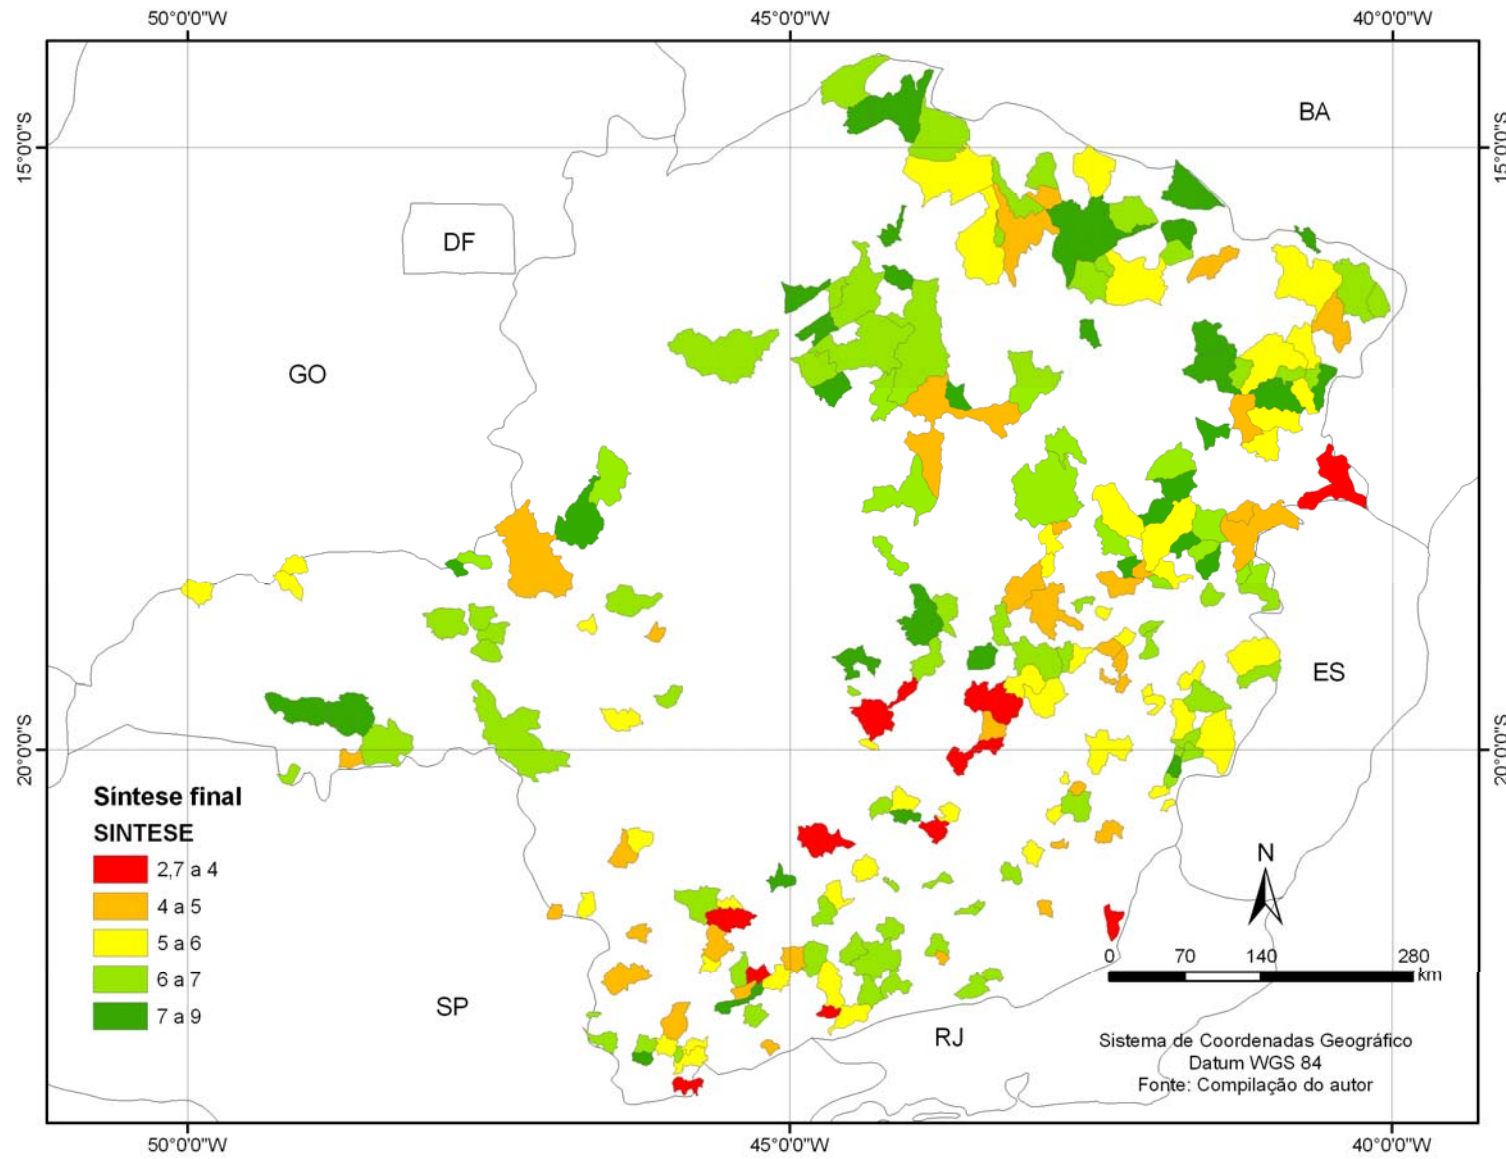 50°0'0"W 45°0'0"W 40°0'0"W
15°0'0"S
15°0'0"S
BA
DF
GO
ES
20°0'0"S
20°0'0"S
Síntese final
SINTESE
2,7 a 4
4 a 5
5 a 6
6 a 7
7 a 9
N
0 70 140 280
km
SP
RJ
Sistema de Coordenadas Geográfico
Datum WGS 84
Fonte: Compilação do autor
50°0'0"W 45°0'0"W 40°0'0"W